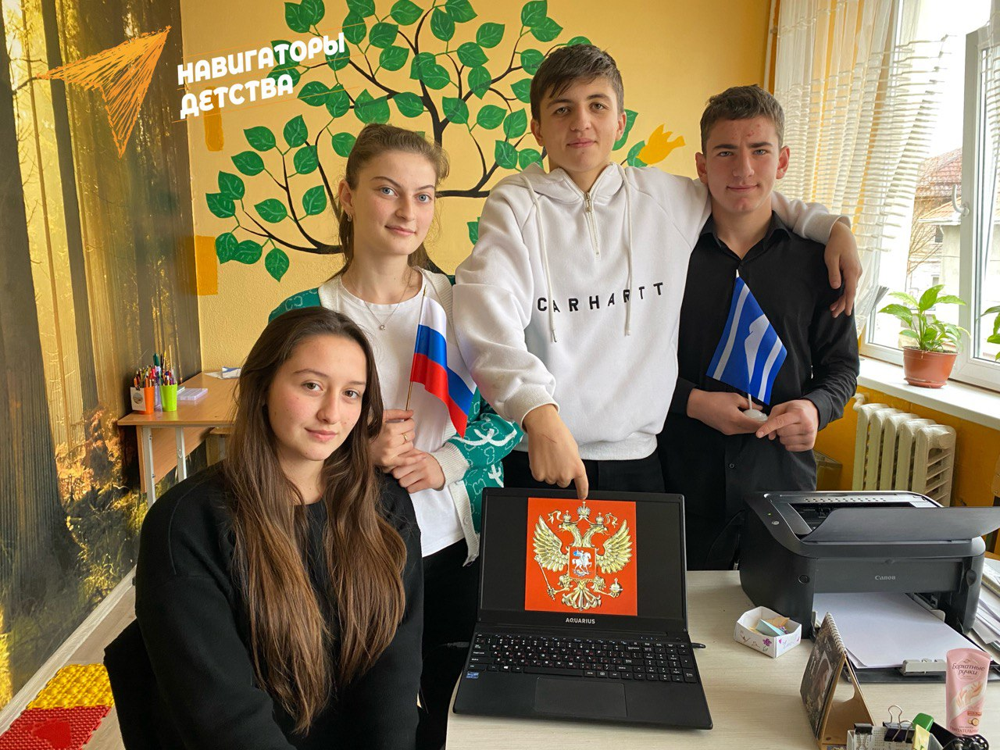 НАВИГАТОРЫ
ДЕТСТВА
CARHARTT
AQUARIUS
Canon
Бархатные
ручки